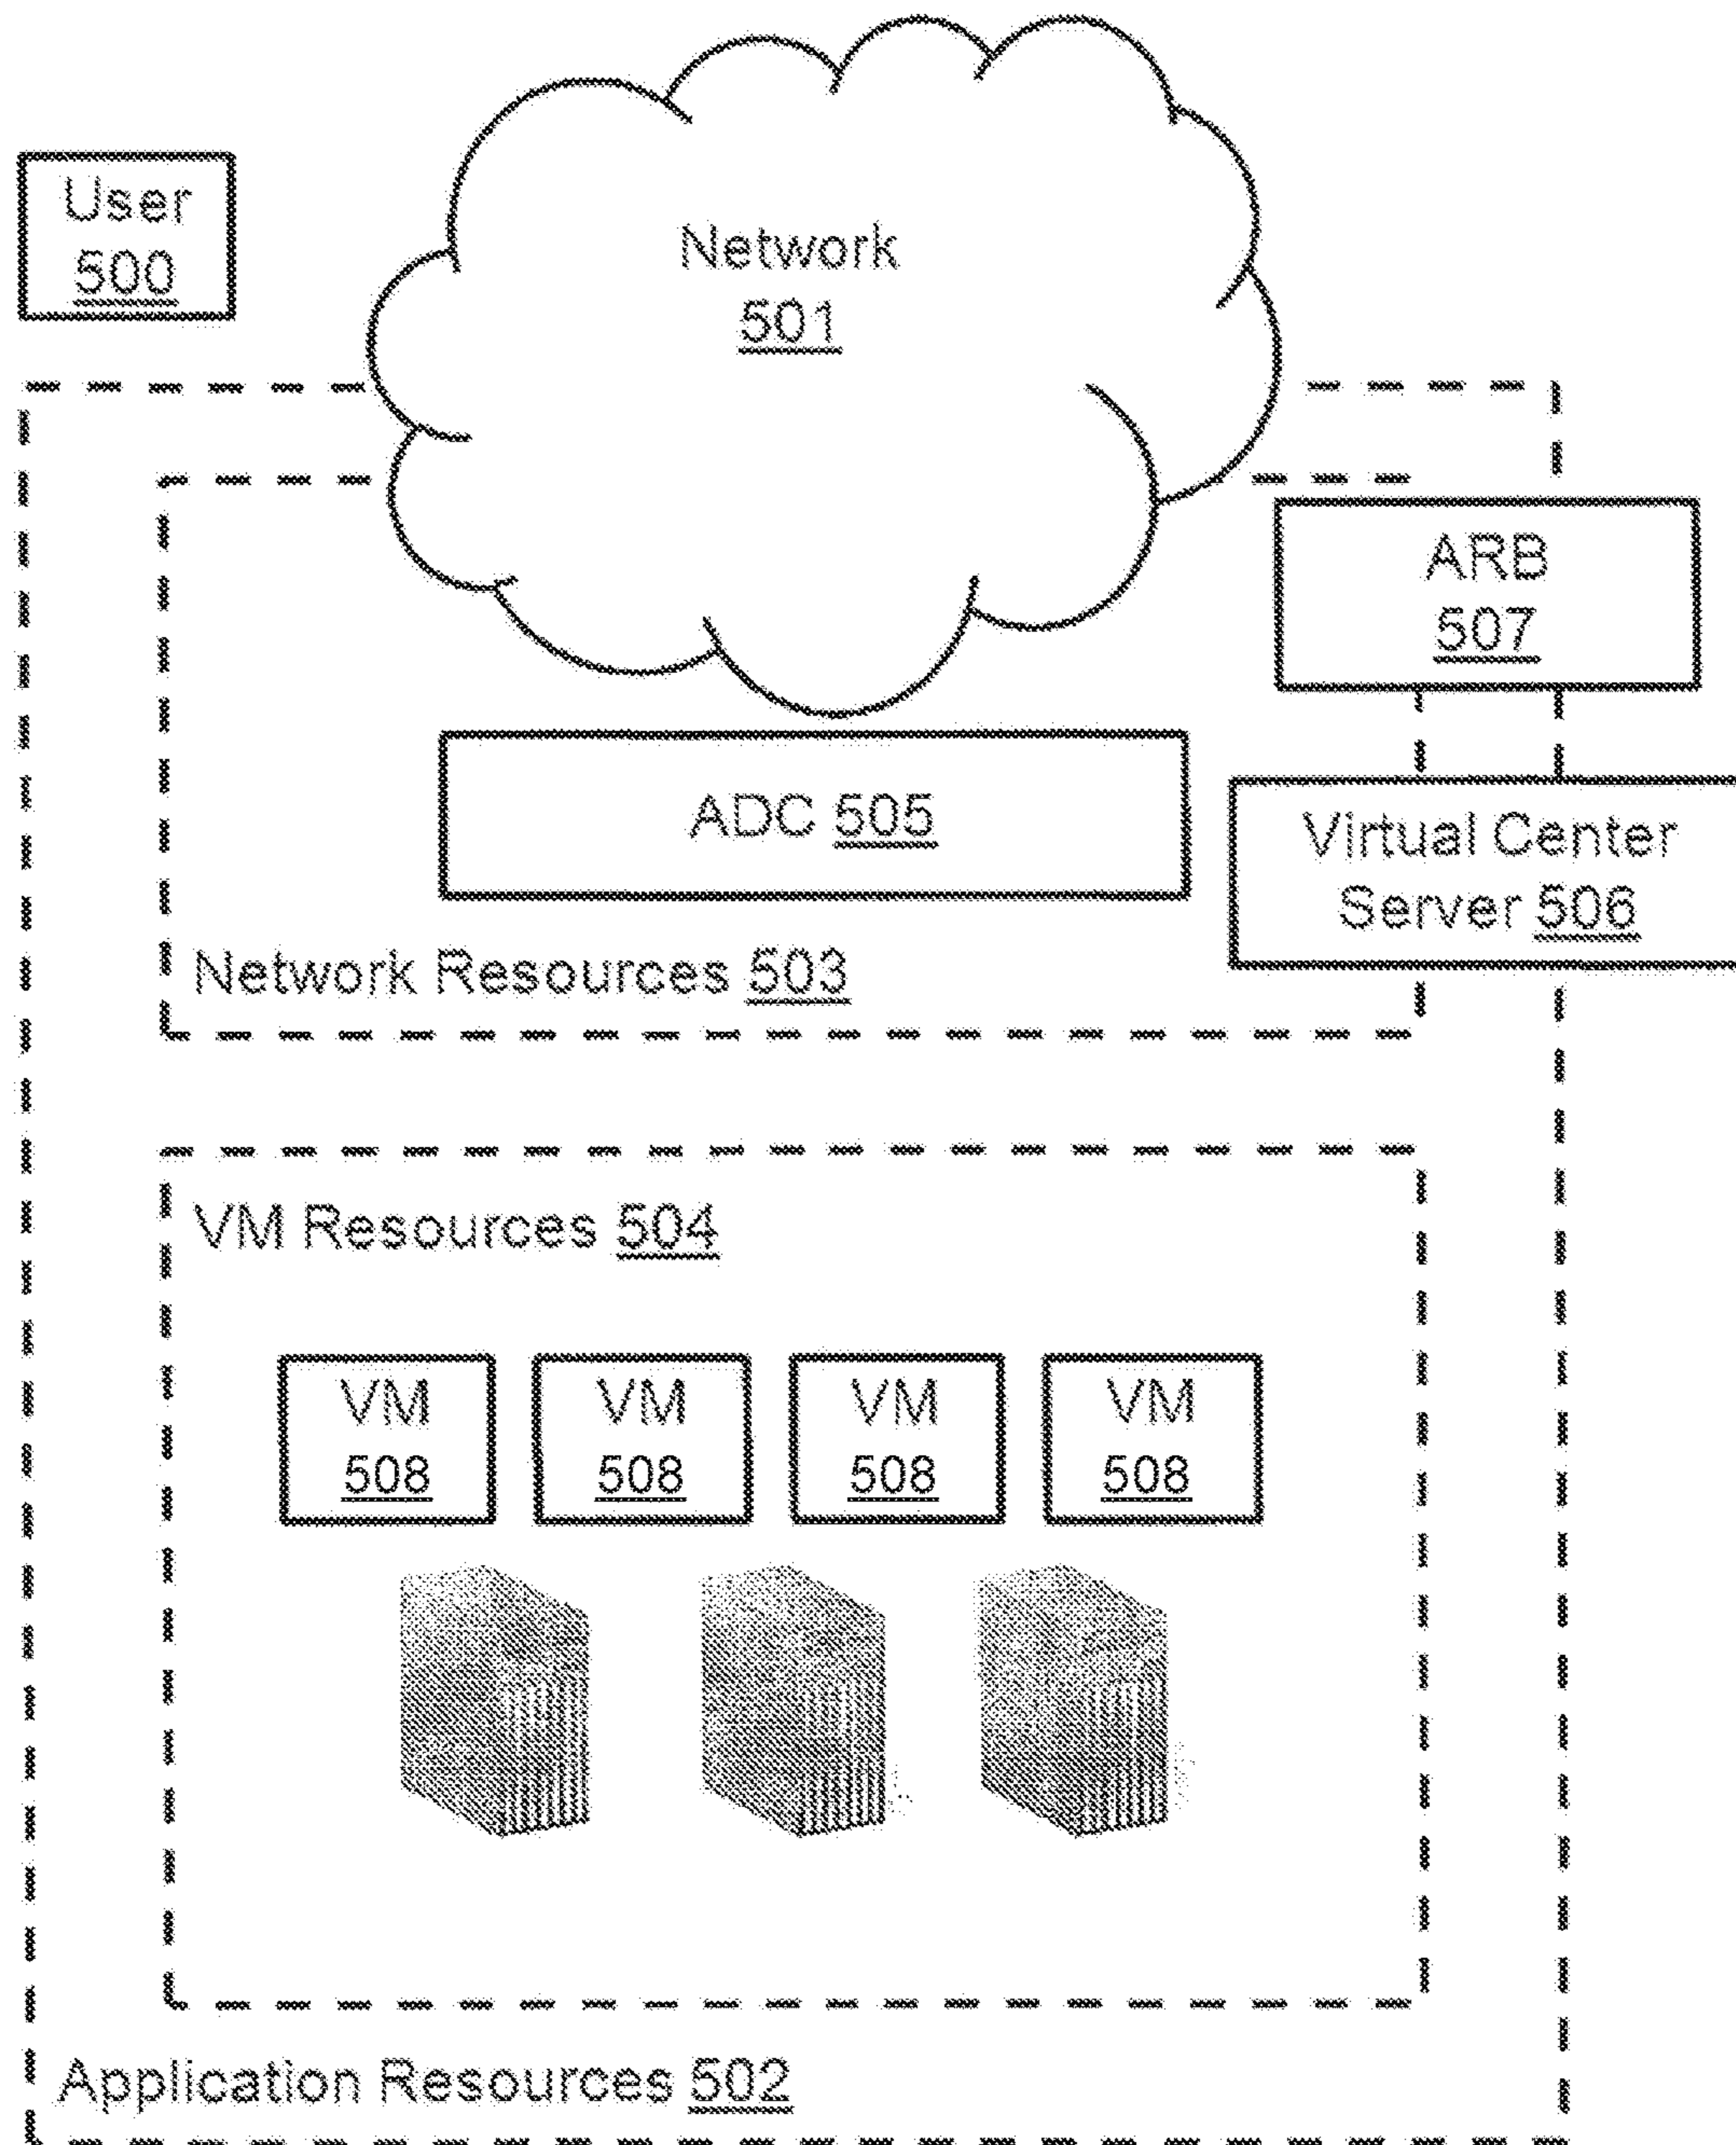 User
500
Network
501
ARB
507
ADC 505
Virtual Center
Server 506
Network Resources 503
VM Resources 504
VM
508
VM
508
VM
508
VM
508
Application Resources 502